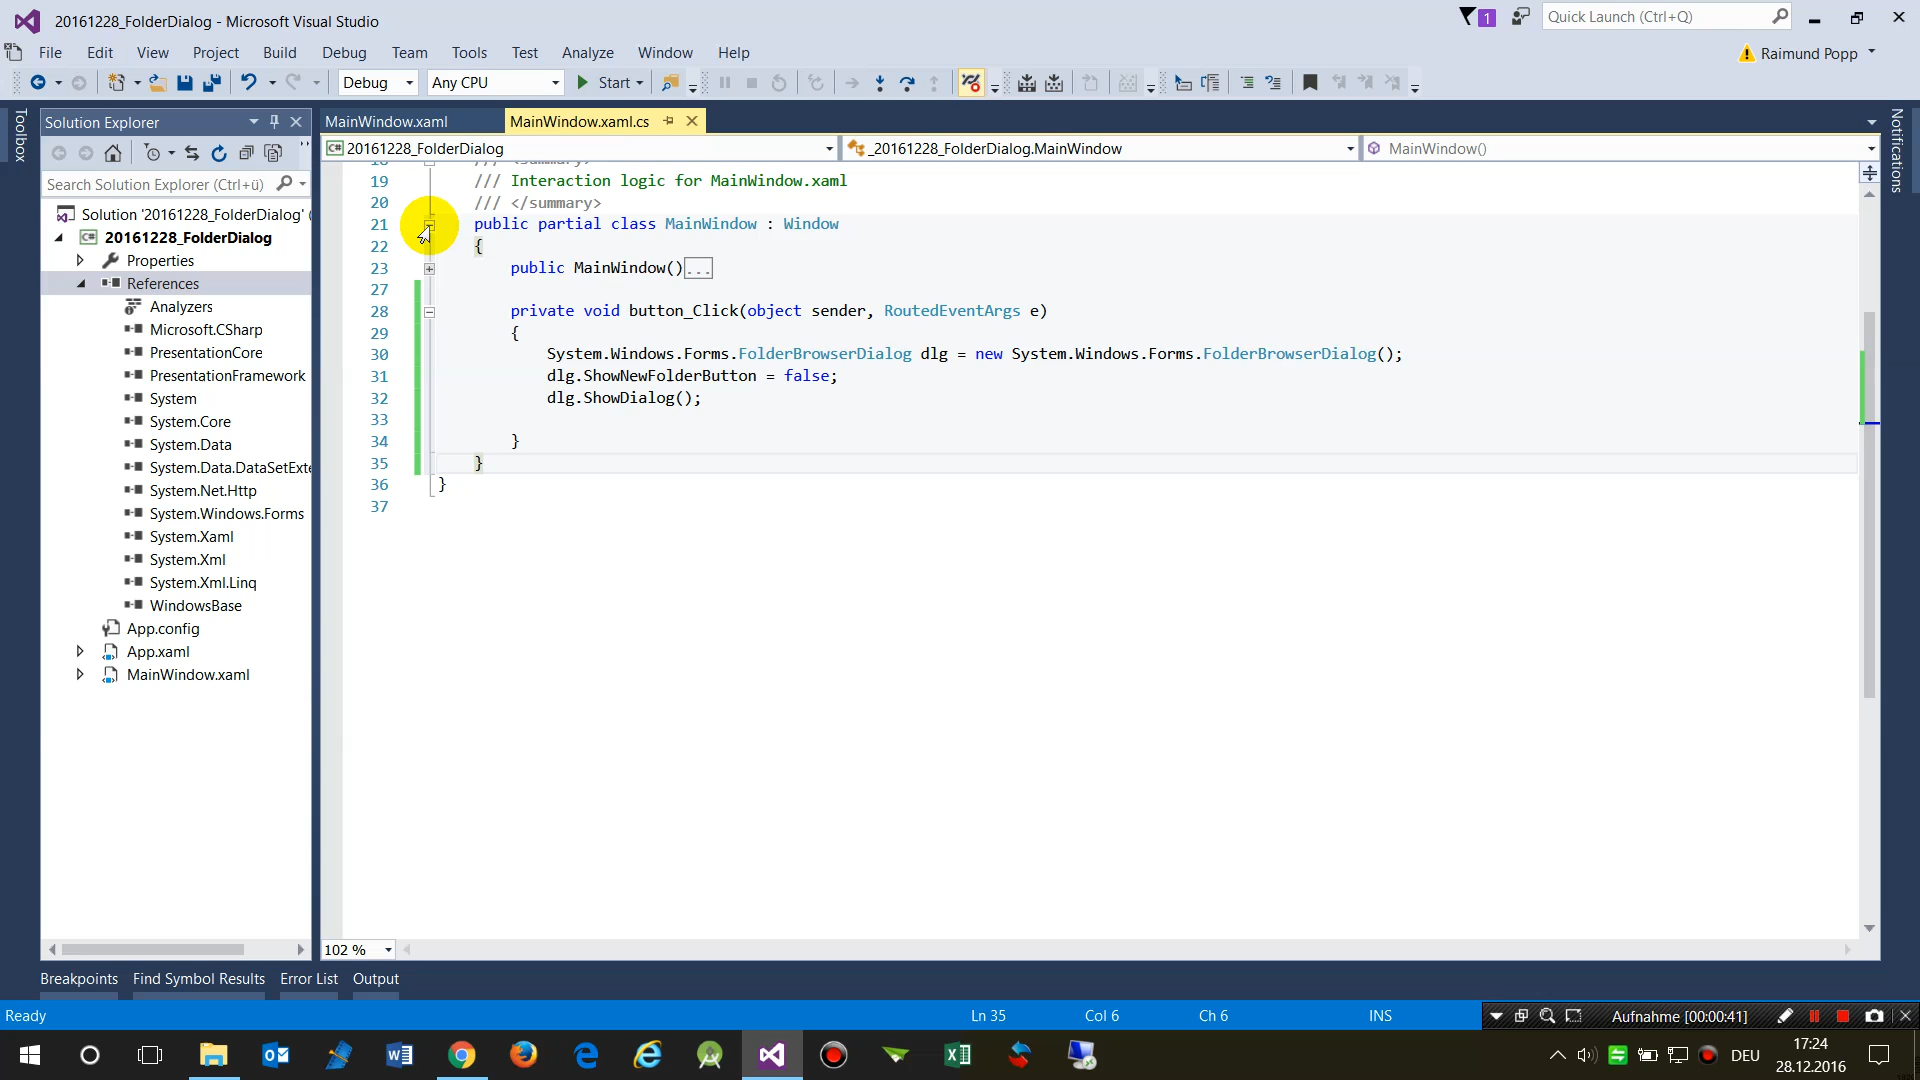 20161228_FolderDialog - Microsoft Visual Studio
1
Quick Launch (Ctrl+Q)
File Edit View Project Build Debug Team Tools Test Analyze Window Help
Raimund Popp
Debug
Any CPU
Start
Toolbox
Solution Explorer
MainWindow.xaml
MainWindow.xaml.cs
Notifications
C# 20161228_FolderDialog
_20161228_FolderDialog.MainWindow
MainWindow()
Search Solution Explorer (Ctrl+ü)
Solution '20161228_FolderDialog' (
C# 20161228_FolderDialog
Properties
References
Analyzers
Microsoft.CSharp
PresentationCore
PresentationFramework
System
System.Core
System.Data
System.Data.DataSetExte
System.Net.Http
System.Windows.Forms
System.Xaml
System.Xml
System.Xml.Linq
WindowsBase
App.config
App.xaml
MainWindow.xaml
18 /// <summary>
19 /// Interaction logic for MainWindow.xaml
20 /// </summary>
21 public partial class MainWindow : Window
22 {
23 public MainWindow()...
27
28 private void button_Click(object sender, RoutedEventArgs e)
29 {
30 System.Windows.Forms.FolderBrowserDialog dlg = new System.Windows.Forms.FolderBrowserDialog();
31 dlg.ShowNewFolderButton = false;
32 dlg.ShowDialog();
33
34 }
35 }
36 }
37
102 %
Breakpoints Find Symbol Results Error List Output
Ready
Ln 35
Col 6
Ch 6
INS
Aufnahme [00:00:41]
DEU
17:24
28.12.2016